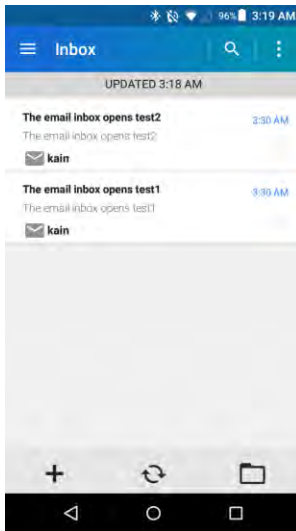 96% 3:19 AM
Inbox
UPDATED 3:18 AM
The email inbox opens test2 3:30 AM
The email inbox opens test2
kain
The email inbox opens test1 3:30 AM
The email inbox opens test1
kain